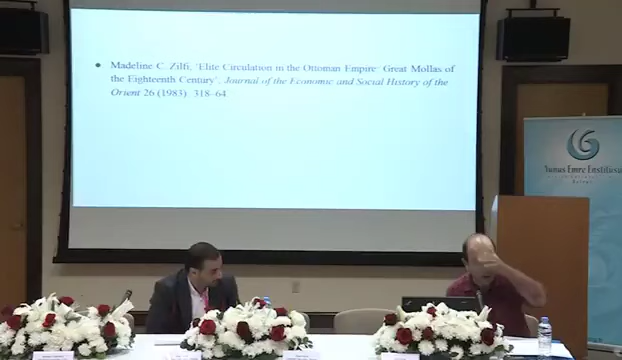 Madeline C. Zilfi, 'Elite Circulation in the Ottoman Empire: Great Mollas of
the Eighteenth Century', Journal of the Economic and Social History of the
Orient 26 (1983): 318–64.
Yunus Emre Enstitüsü